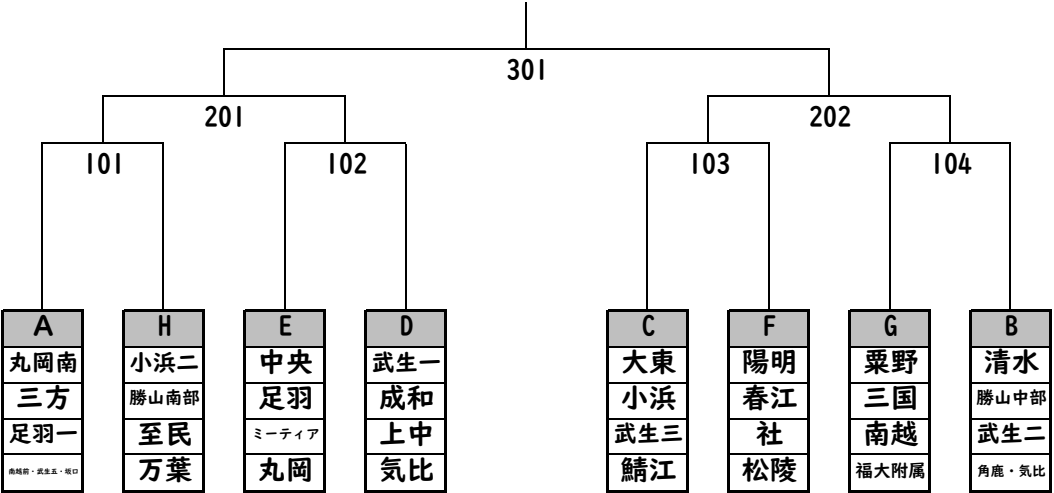 301
201 202
101 102 103 104
A H E D C F G B
丸岡南 小浜二 中央 武生一 大東 陽明 粟野 清水
三方 勝山南部 足羽 成和 小浜 春江 三国 勝山中部
足羽一 至民 ミーティア 上中 武生三 社 南越 武生二
南越前・武生五・坂口 万葉 丸岡 気比 鯖江 松陵 福大附属 角鹿・気比